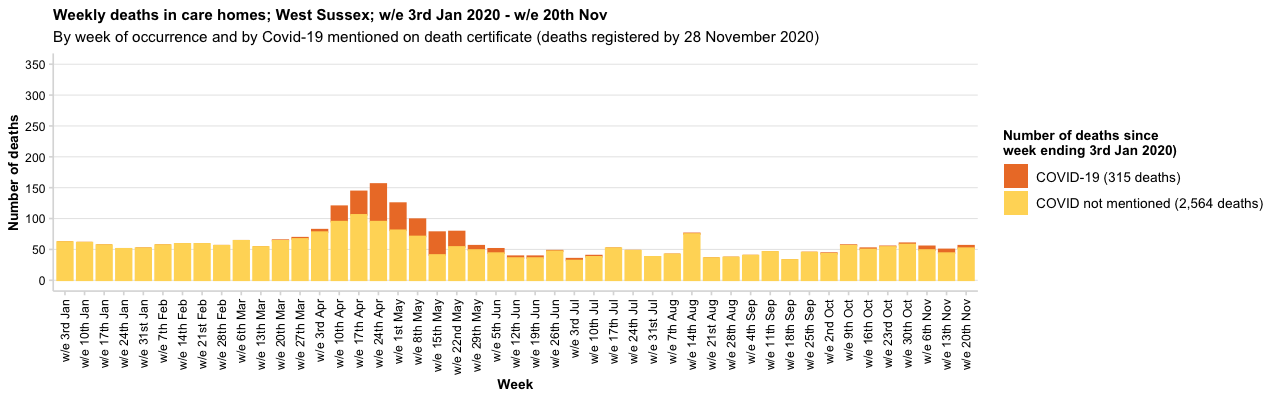 Weekly deaths in care homes; West Sussex; w/e 3rd Jan 2020 - w/e 20th Nov
By week of occurrence and by Covid-19 mentioned on death certificate (deaths registered by 28 November 2020)
Number of deaths
350
300
250
200
150
100
50
0
w/e 3rd Jan
w/e 10th Jan
w/e 17th Jan
w/e 24th Jan
w/e 31st Jan
w/e 7th Feb
w/e 14th Feb
w/e 21st Feb
w/e 28th Feb
w/e 6th Mar
w/e 13th Mar
w/e 20th Mar
w/e 27th Mar
w/e 3rd Apr
w/e 10th Apr
w/e 17th Apr
w/e 24th Apr
w/e 1st May
w/e 8th May
w/e 15th May
w/e 22nd May
w/e 29th May
w/e 5th Jun
w/e 12th Jun
w/e 19th Jun
w/e 26th Jun
w/e 3rd Jul
w/e 10th Jul
w/e 17th Jul
w/e 24th Jul
w/e 31st Jul
w/e 7th Aug
w/e 14th Aug
w/e 21st Aug
w/e 28th Aug
w/e 4th Sep
w/e 11th Sep
w/e 18th Sep
w/e 25th Sep
w/e 2nd Oct
w/e 9th Oct
w/e 16th Oct
w/e 23rd Oct
w/e 30th Oct
w/e 6th Nov
w/e 13th Nov
w/e 20th Nov
Week
Number of deaths since
week ending 3rd Jan 2020)
COVID-19 (315 deaths)
COVID not mentioned (2,564 deaths)